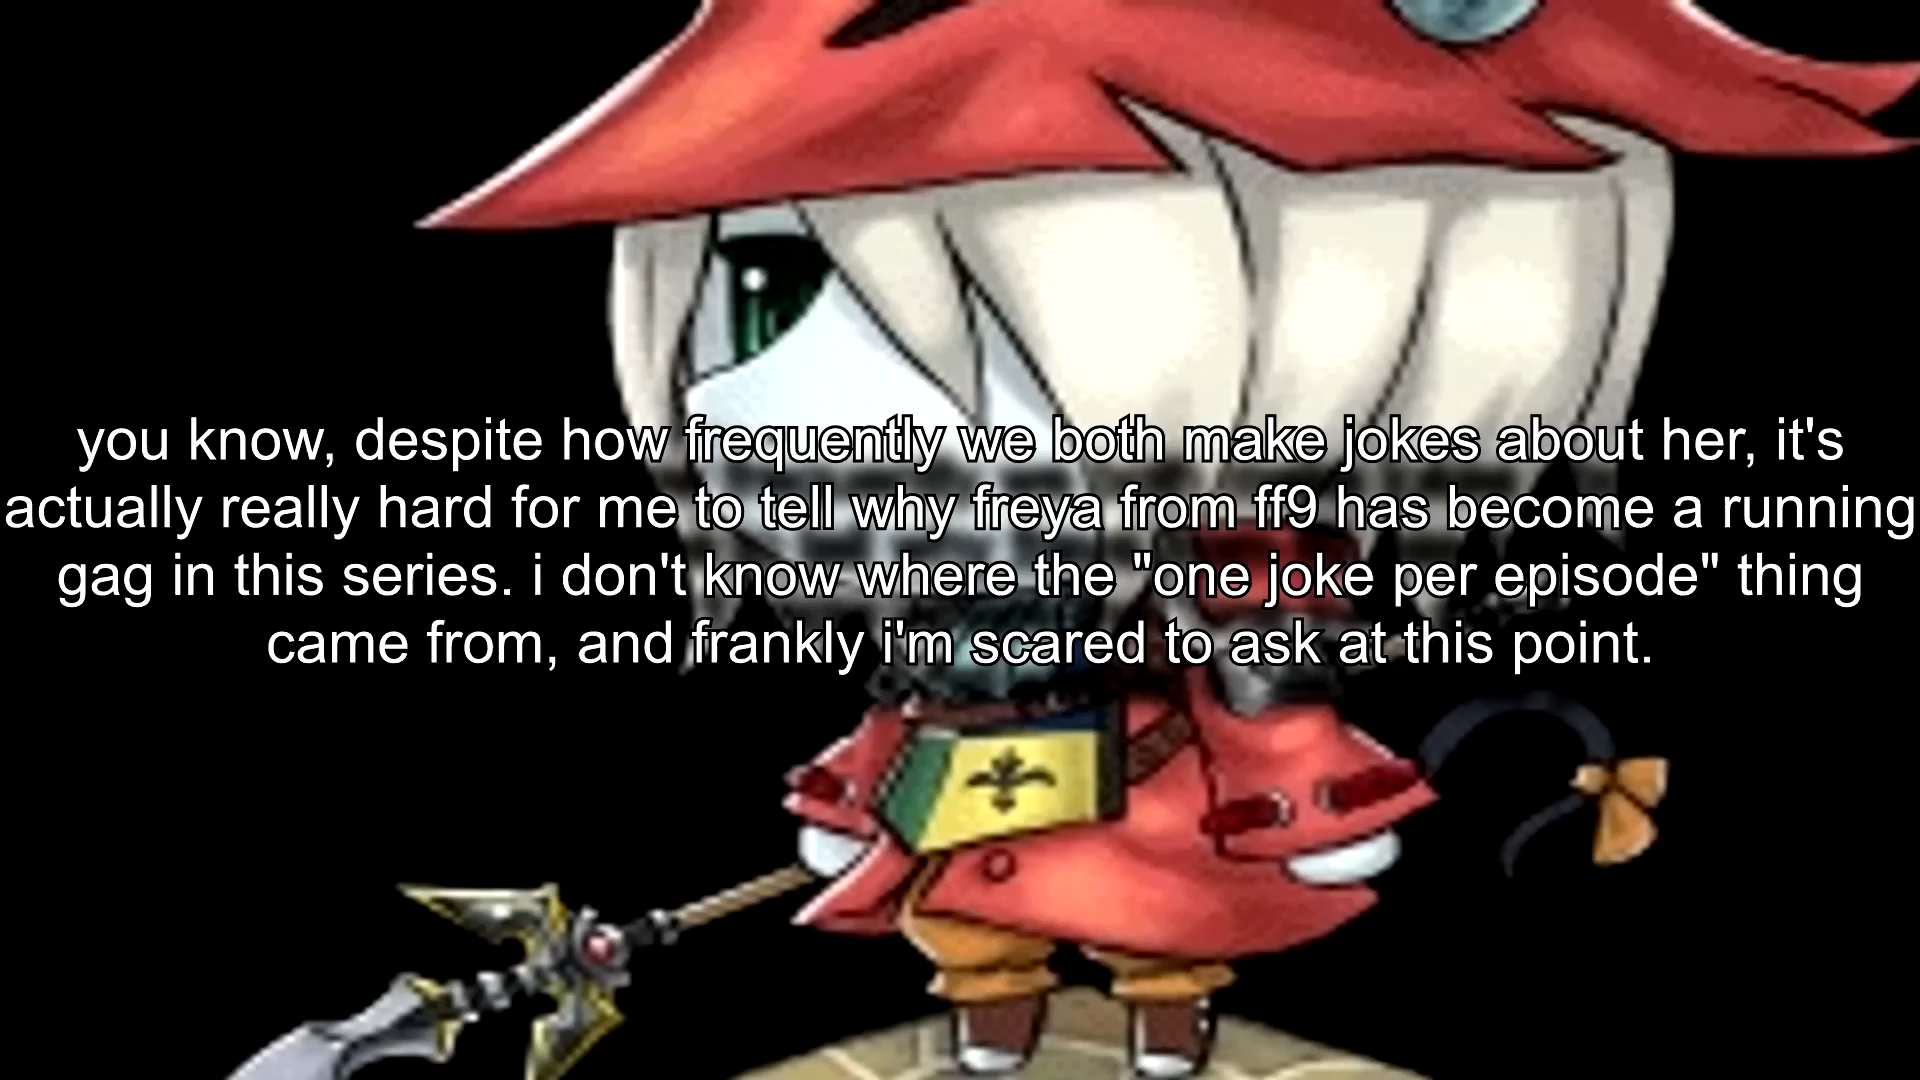 you know, despite how frequently we both make jokes about her, it's
actually really hard for me to tell why freya from ff9 has become a running
gag in this series. i don't know where the "one joke per episode" thing
came from, and frankly i'm scared to ask at this point.